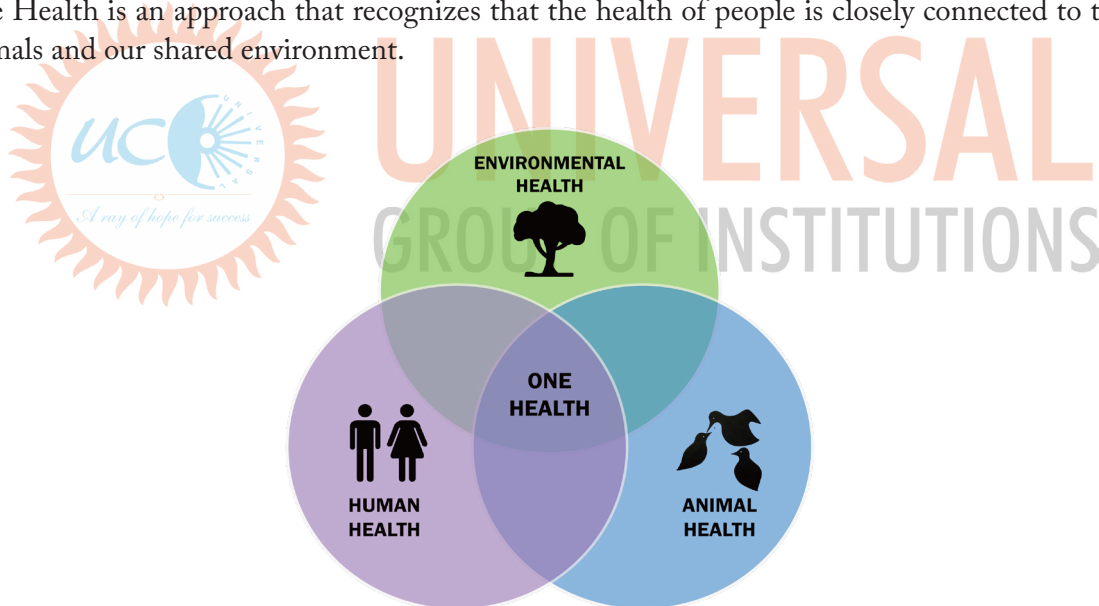 e Health is an approach that recognizes that the health of people is closely connected to t
mals and our shared environment.
UNIVERSAL
GROUP OF INSTITUTIONS
UC
UNIVERSAL
A ray of hope for success
ENVIRONMENTAL
HEALTH
ONE
HEALTH
HUMAN
HEALTH
ANIMAL
HEALTH